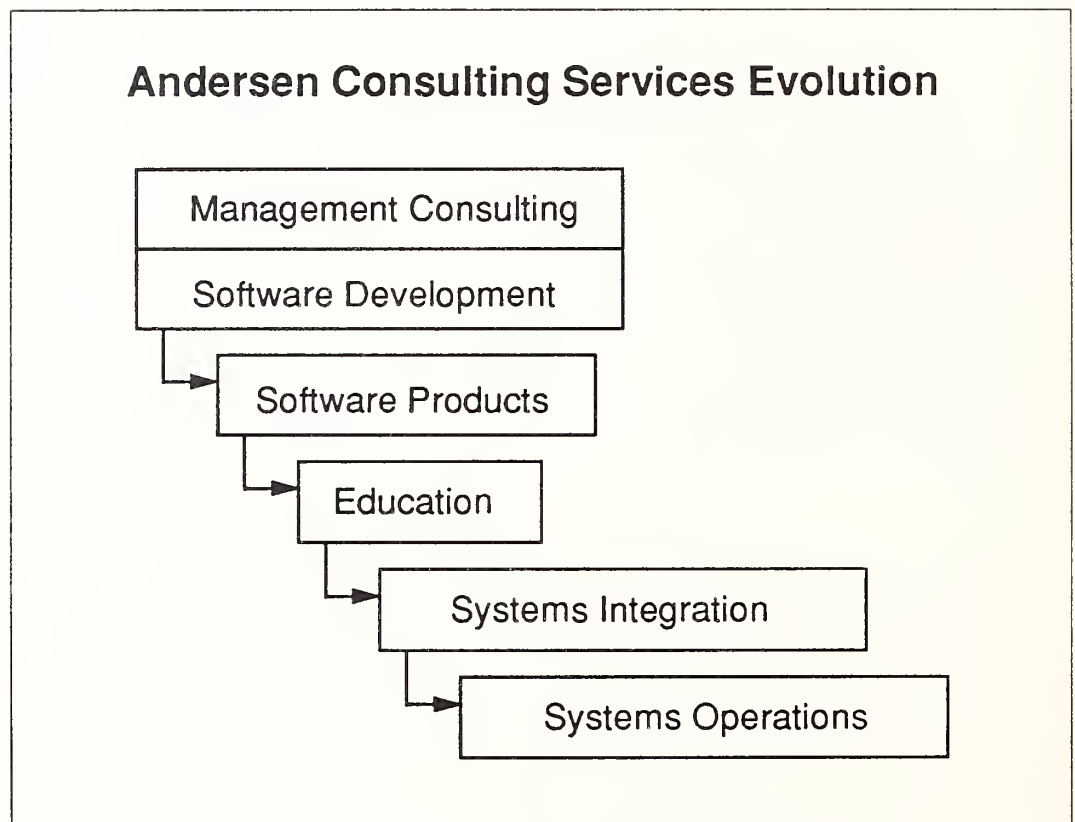 Andersen Consulting Services Evolution
Management Consulting
Software Development
Software Products
Education
Systems Integration
Systems Operations